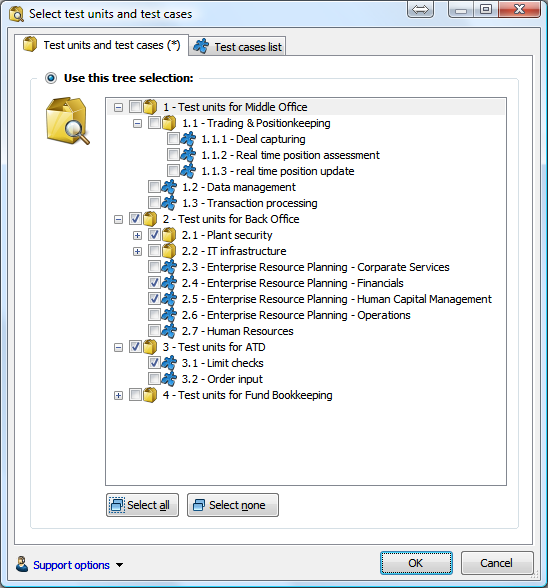 Select test units and test cases
Test units and test cases (*)
Test cases list
Use this tree selection:
1 - Test units for Middle Office
1.1 - Trading & Positionkeeping
1.1.1 - Deal capturing
1.1.2 - Real time position assessment
1.1.3 - real time position update
1.2 - Data management
1.3 - Transaction processing
2 - Test units for Back Office
2.1 - Plant security
2.2 - IT infrastructure
2.3 - Enterprise Resource Planning - Corparate Services
2.4 - Enterprise Resource Planning - Financials
2.5 - Enterprise Resource Planning - Human Capital Management
2.6 - Enterprise Resource Planning - Operations
2.7 - Human Resources
3 - Test units for ATD
3.1 - Limit checks
3.2 - Order input
4 - Test units for Fund Bookkeeping
Select all
Select none
Support options
OK
Cancel